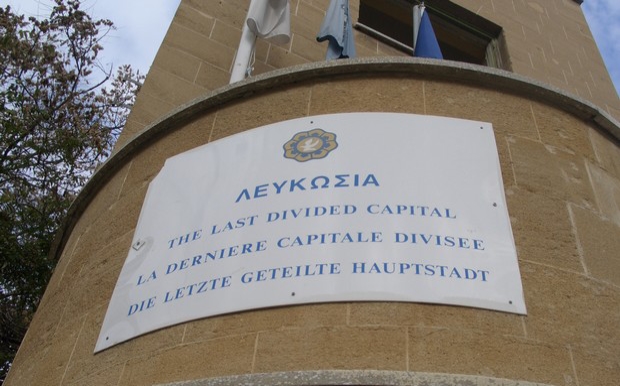 ΛΕΥΚΩΣΙΑ
THE LAST DIVIDED CAPITAL
LA DERNIERE CAPITALE DIVISEE
DIE LETZTE GETEILTE HAUPTSTADT